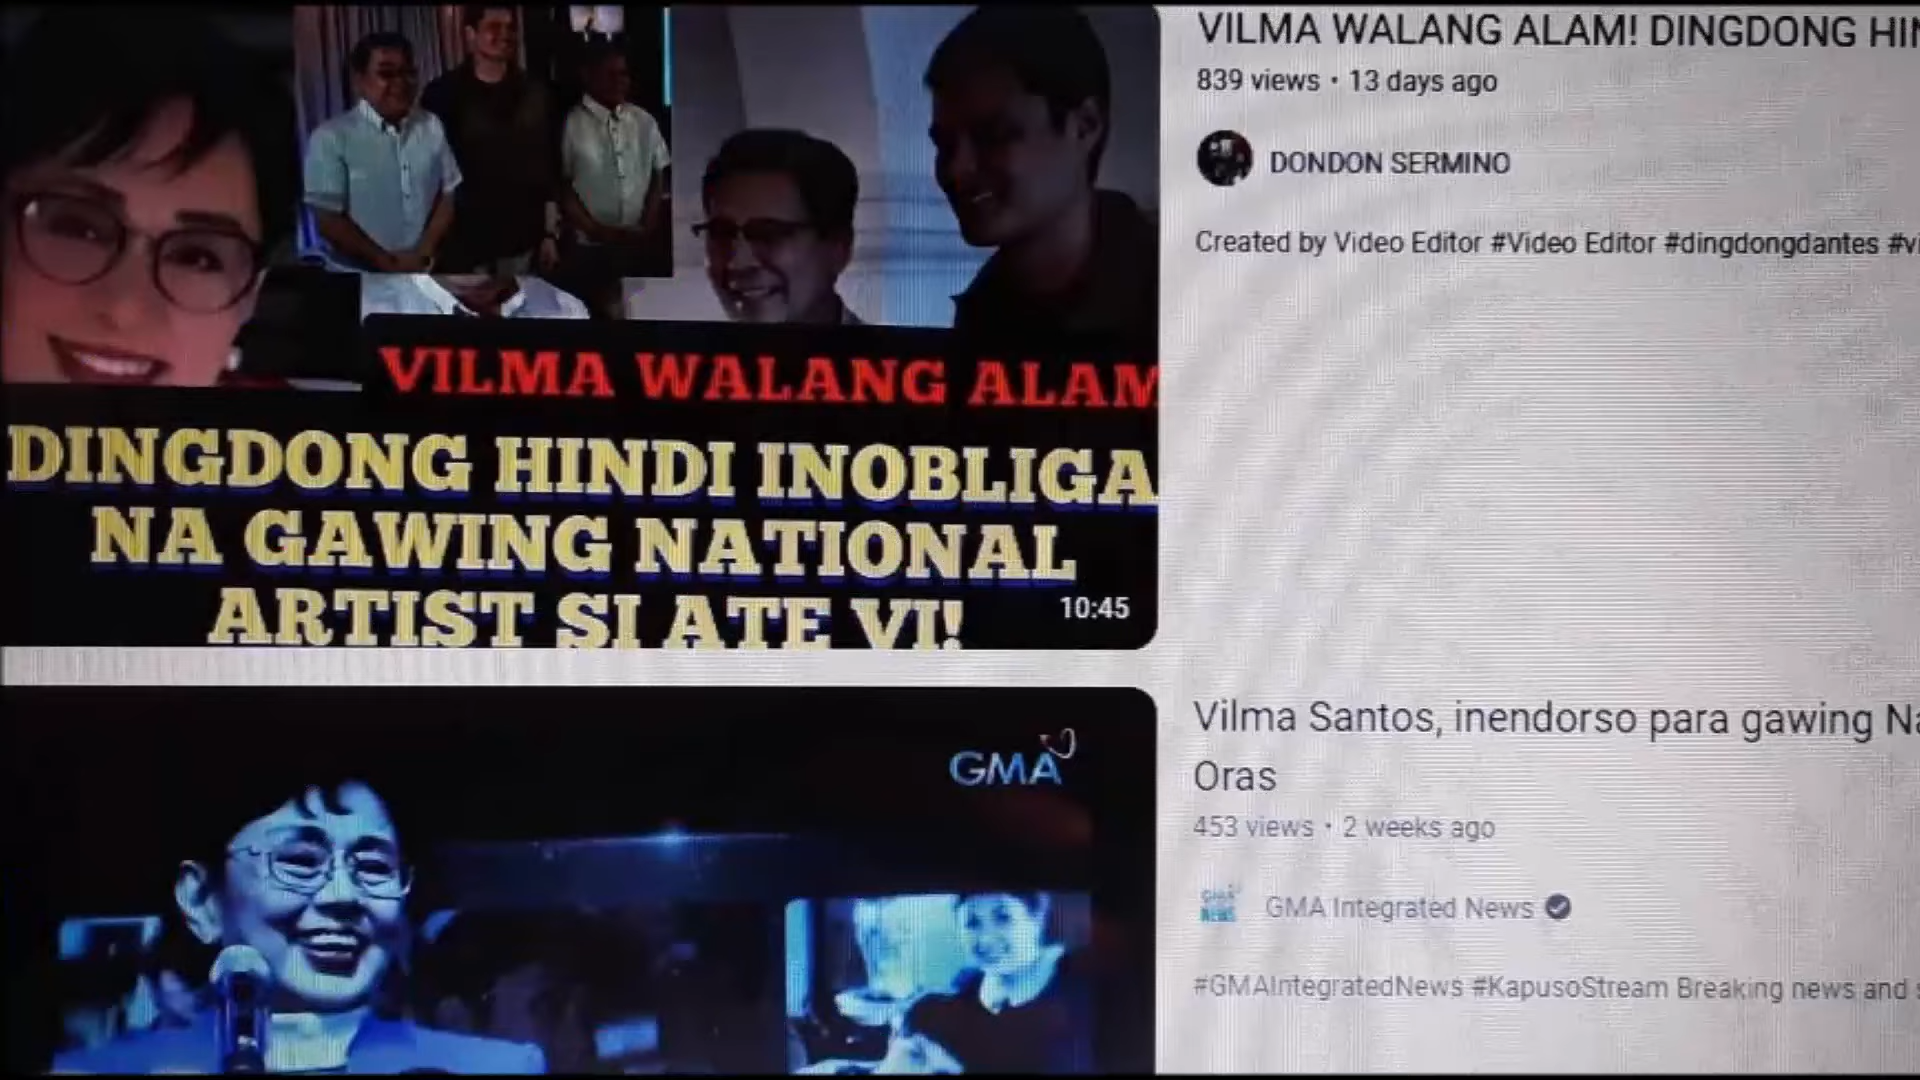 VILMA WALANG ALAM
DINGDONG HINDI INOBLIGA
NA GAWING NATIONAL
ARTIST SI ATE VI!
10:45
VILMA WALANG ALAM! DINGDONG
839 views • 13 days ago
DONDON SERMINO
Created by Video Editor #Video Editor #dingdongdantes
GMA
Vilma Santos, inendorso para gawing
Oras
453 views • 2 weeks ago
GMA Integrated News
#GMAIntegratedNews #KapusoStream Breaking news and